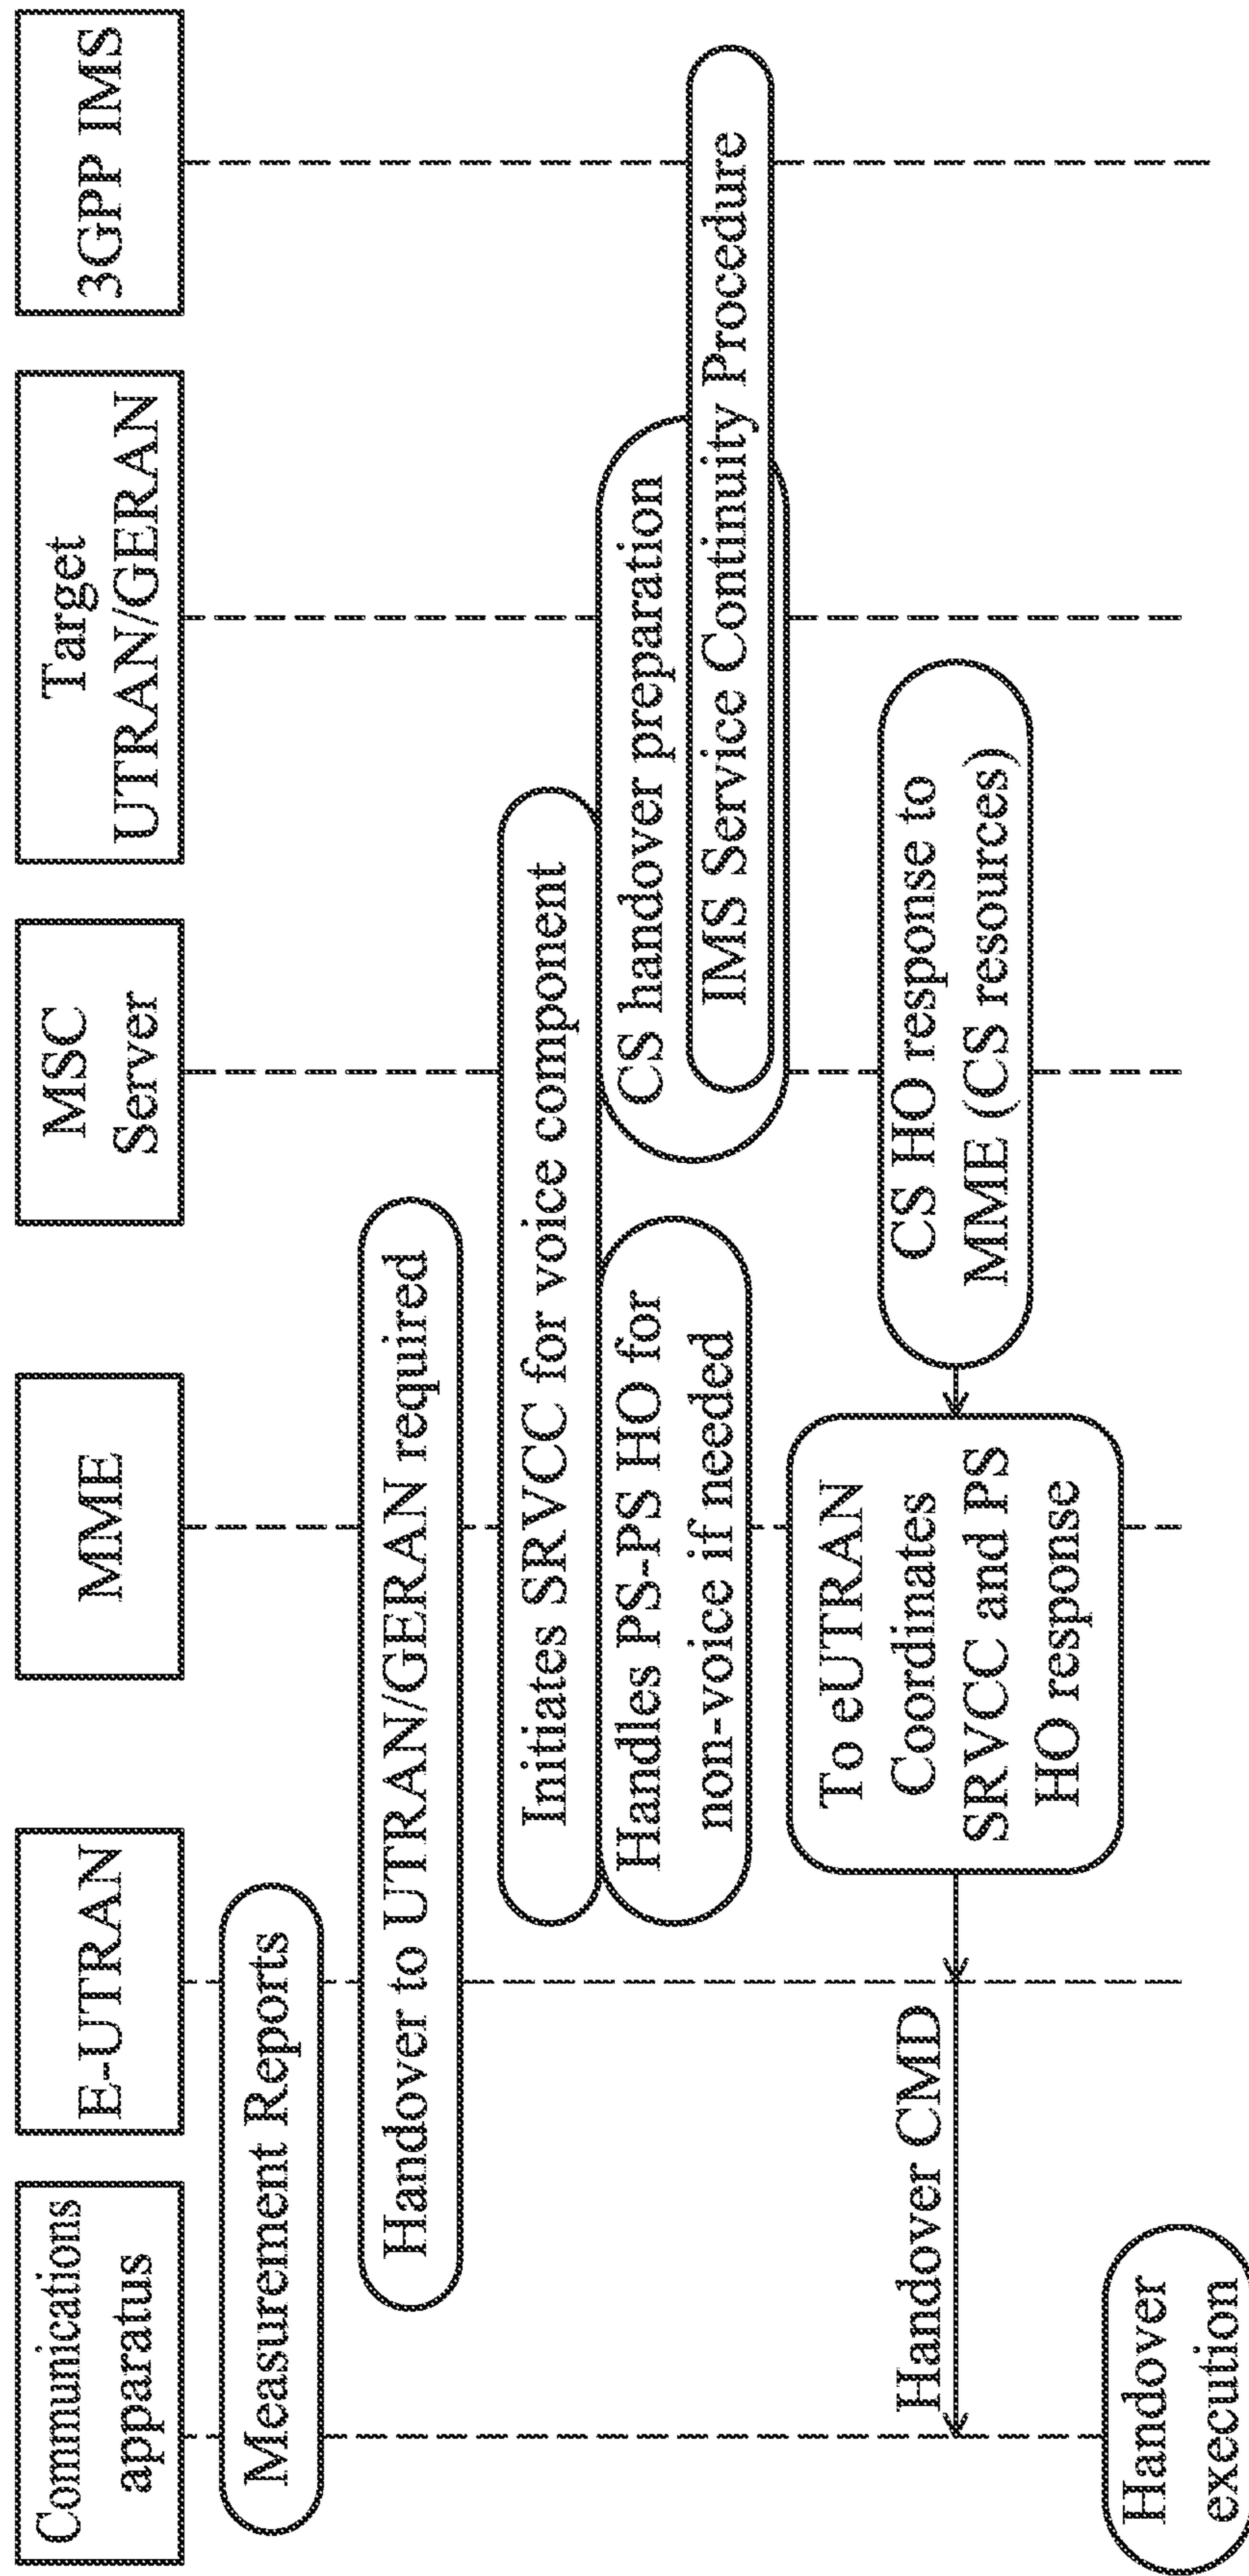 Communications
apparatus
E-UTRAN
MME
MSC
Server
Target
UTRAN/GERAN
3GPP IMS
Measurement Reports
Handover to UTRAN/GERAN required
Initiates SRVCC for voice component
Handles PS-PS HO for
non-voice if needed
CS handover preparation
IMS Service Continuity Procedure
CS HO response to
MME (CS resources)
To eUTRAN
Coordinates
SRVCC and PS
HO response
Handover CMD
Handover
execution